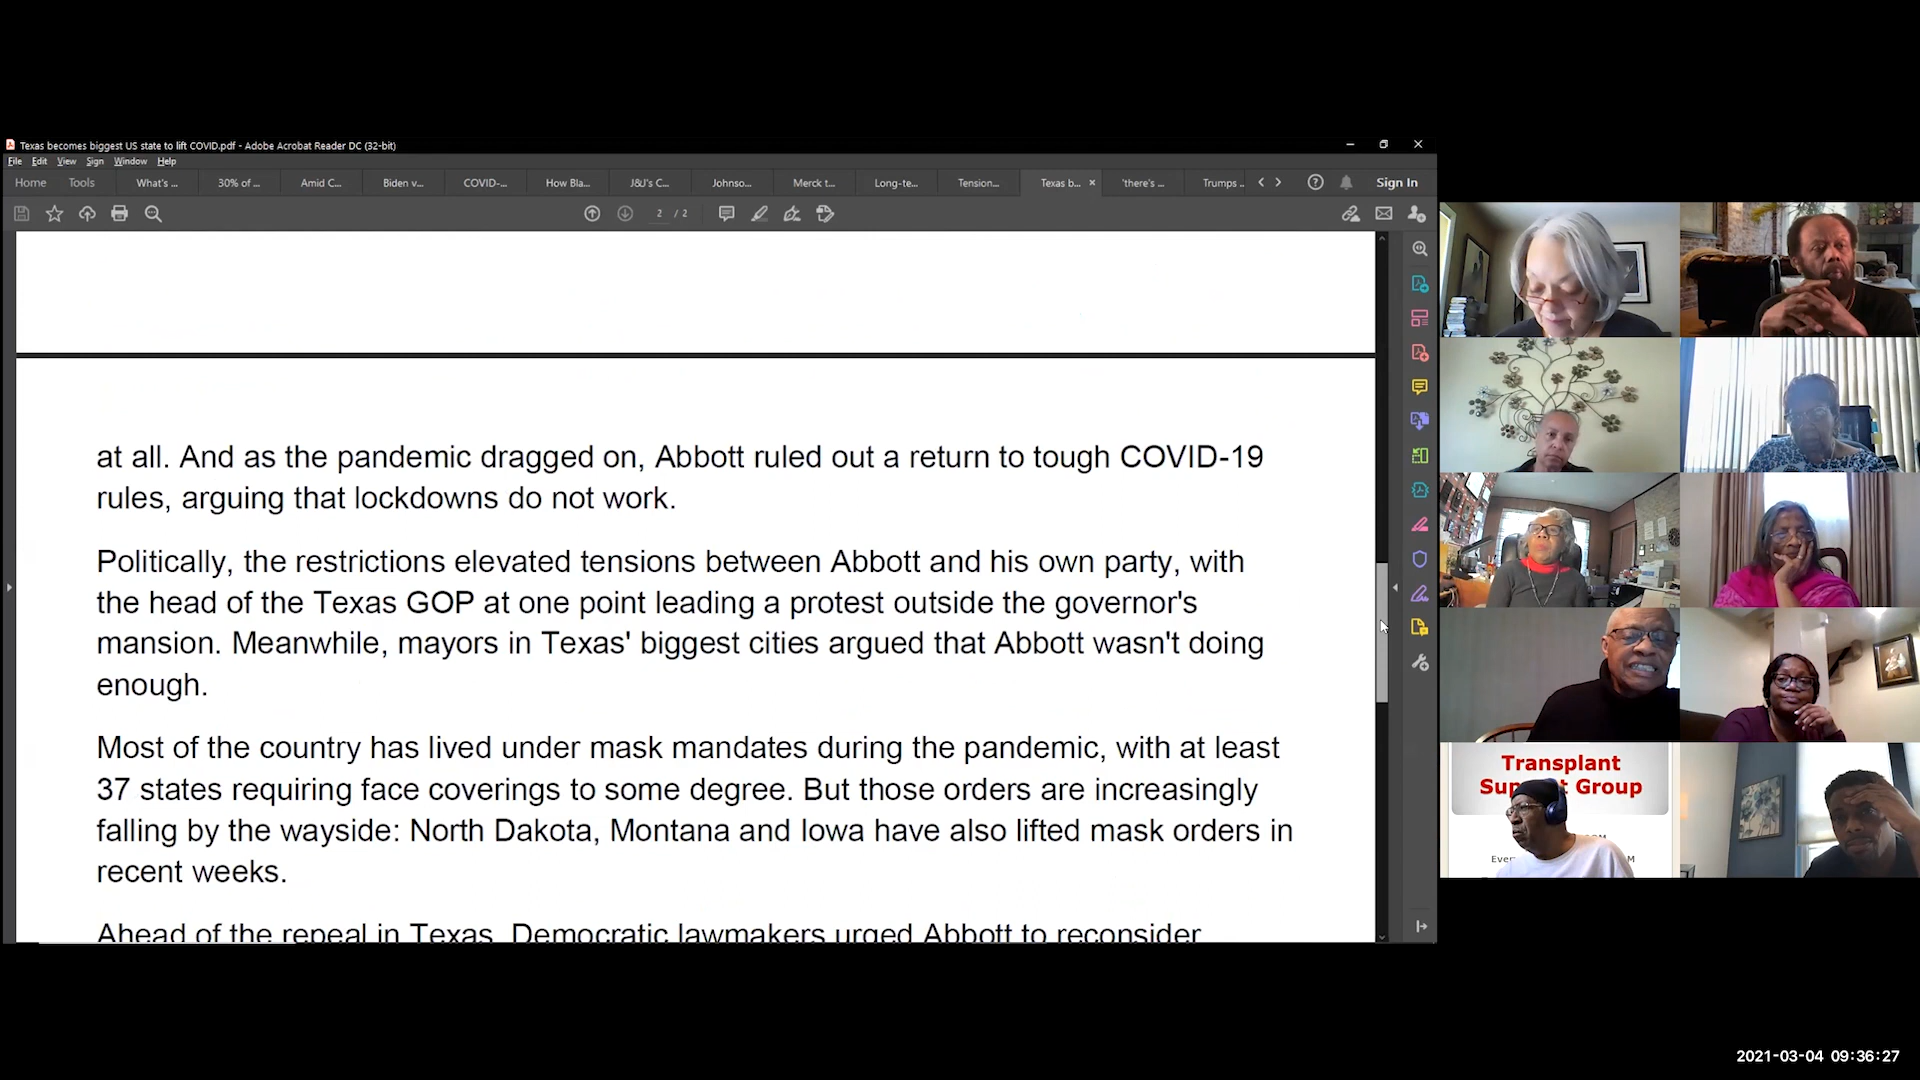 Texas becomes biggest US state to lift COVID.pdf - Adobe Acrobat Reader DC (32-bit)
File Edit View Sign Window Help
Home Tools What's ... 30% of ... Amid C... Biden v... COVID-... How Bla... J&J's C... Johnso... Merck t... Long-te... Tension... Texas b... 'there's ... Trumps .. Sign In
2 / 2
at all. And as the pandemic dragged on, Abbott ruled out a return to tough COVID-19
rules, arguing that lockdowns do not work.
Politically, the restrictions elevated tensions between Abbott and his own party, with
the head of the Texas GOP at one point leading a protest outside the governor's
mansion. Meanwhile, mayors in Texas' biggest cities argued that Abbott wasn't doing
enough.
Most of the country has lived under mask mandates during the pandemic, with at least
37 states requiring face coverings to some degree. But those orders are increasingly
falling by the wayside: North Dakota, Montana and Iowa have also lifted mask orders in
recent weeks.
Ahead of the repeal in Texas, Democratic lawmakers urged Abbott to reconsider
Transplant
Group
2021-03-04 09:36:27